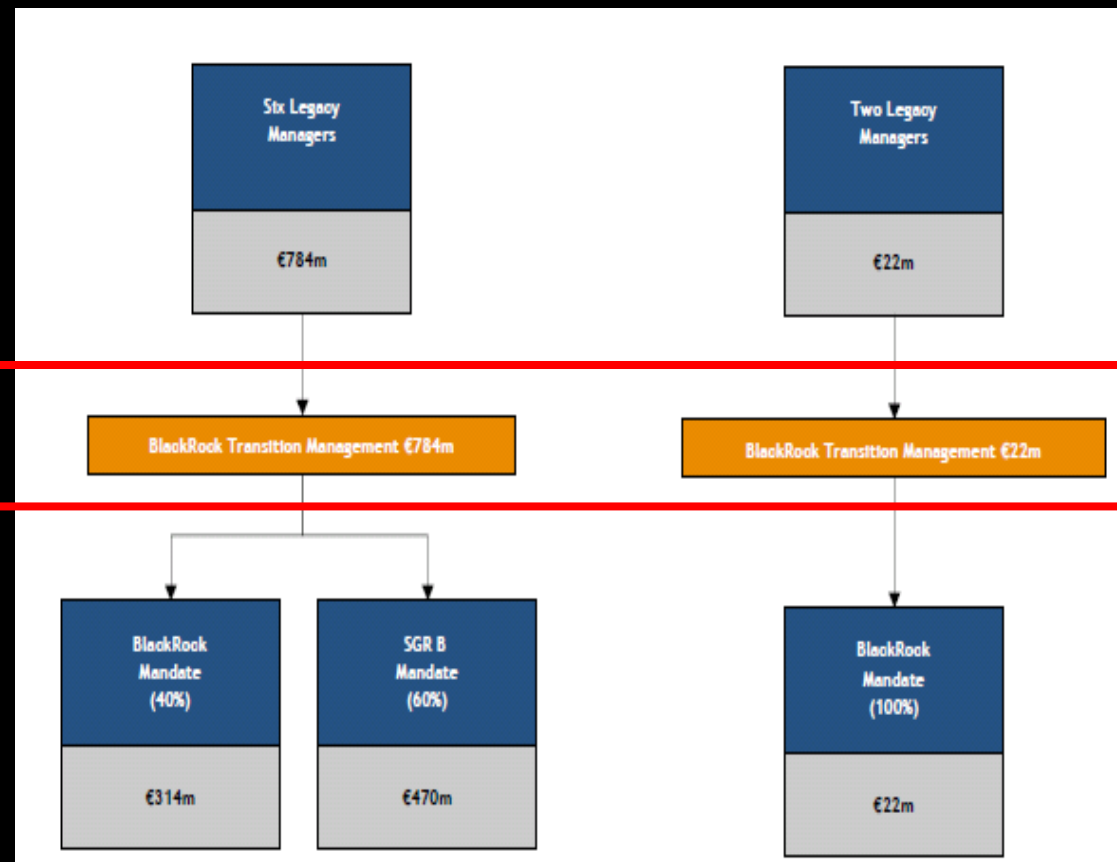 Six Legacy
Managers
€784m
Two Legacy
Managers
€22m
BlackRock Transition Management €784m
BlackRock Transition Management €22m
BlackRock
Mandate
(40%)
€314m
SGR B
Mandate
(60%)
€470m
BlackRock
Mandate
(100%)
€22m